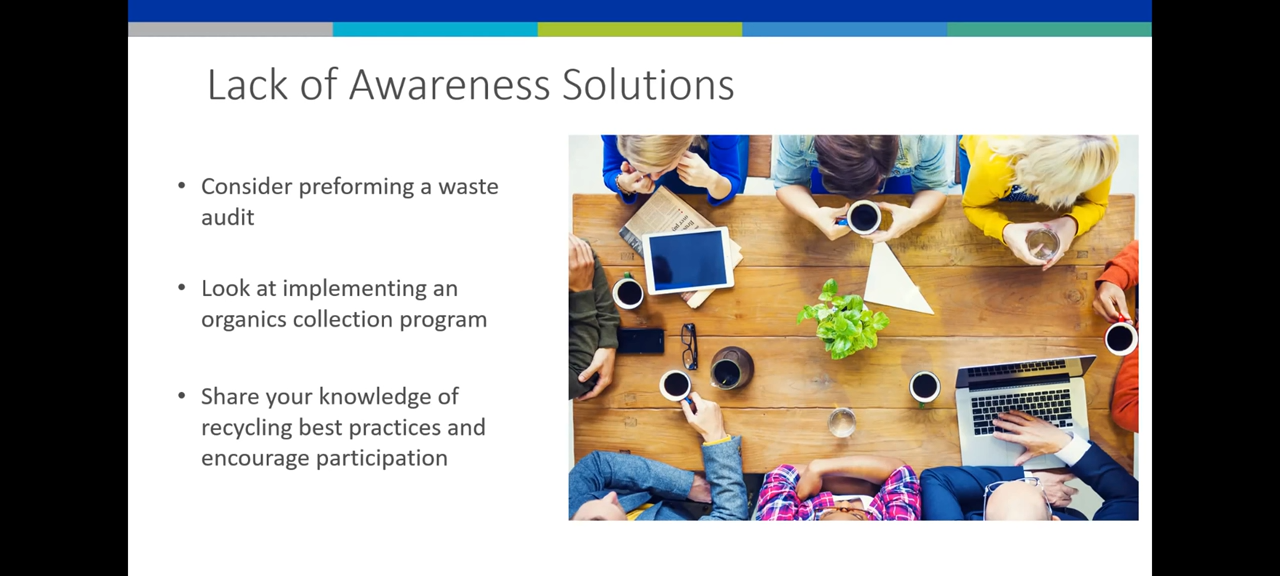 Lack of Awareness Solutions
• Consider preforming a waste
audit
• Look at implementing an
organics collection program
• Share your knowledge of
recycling best practices and
encourage participation